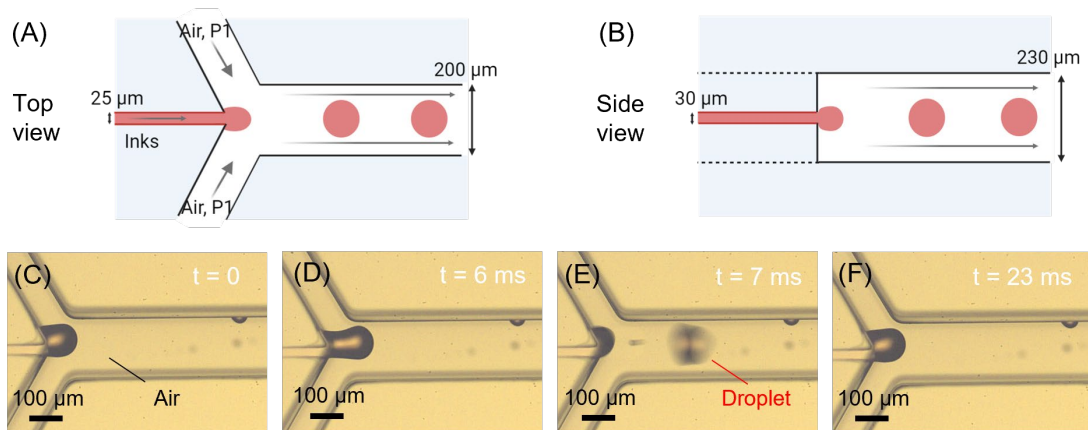 (A)
Air, P1
Top
view
25 µm
Inks
Air, P1
200 µm
(B)
Side
view
30 µm
230 µm
(C)
t = 0
Air
100 µm
(D)
t = 6 ms
100 µm
(E)
t = 7 ms
Droplet
100 µm
(F)
t = 23 ms
100 µm